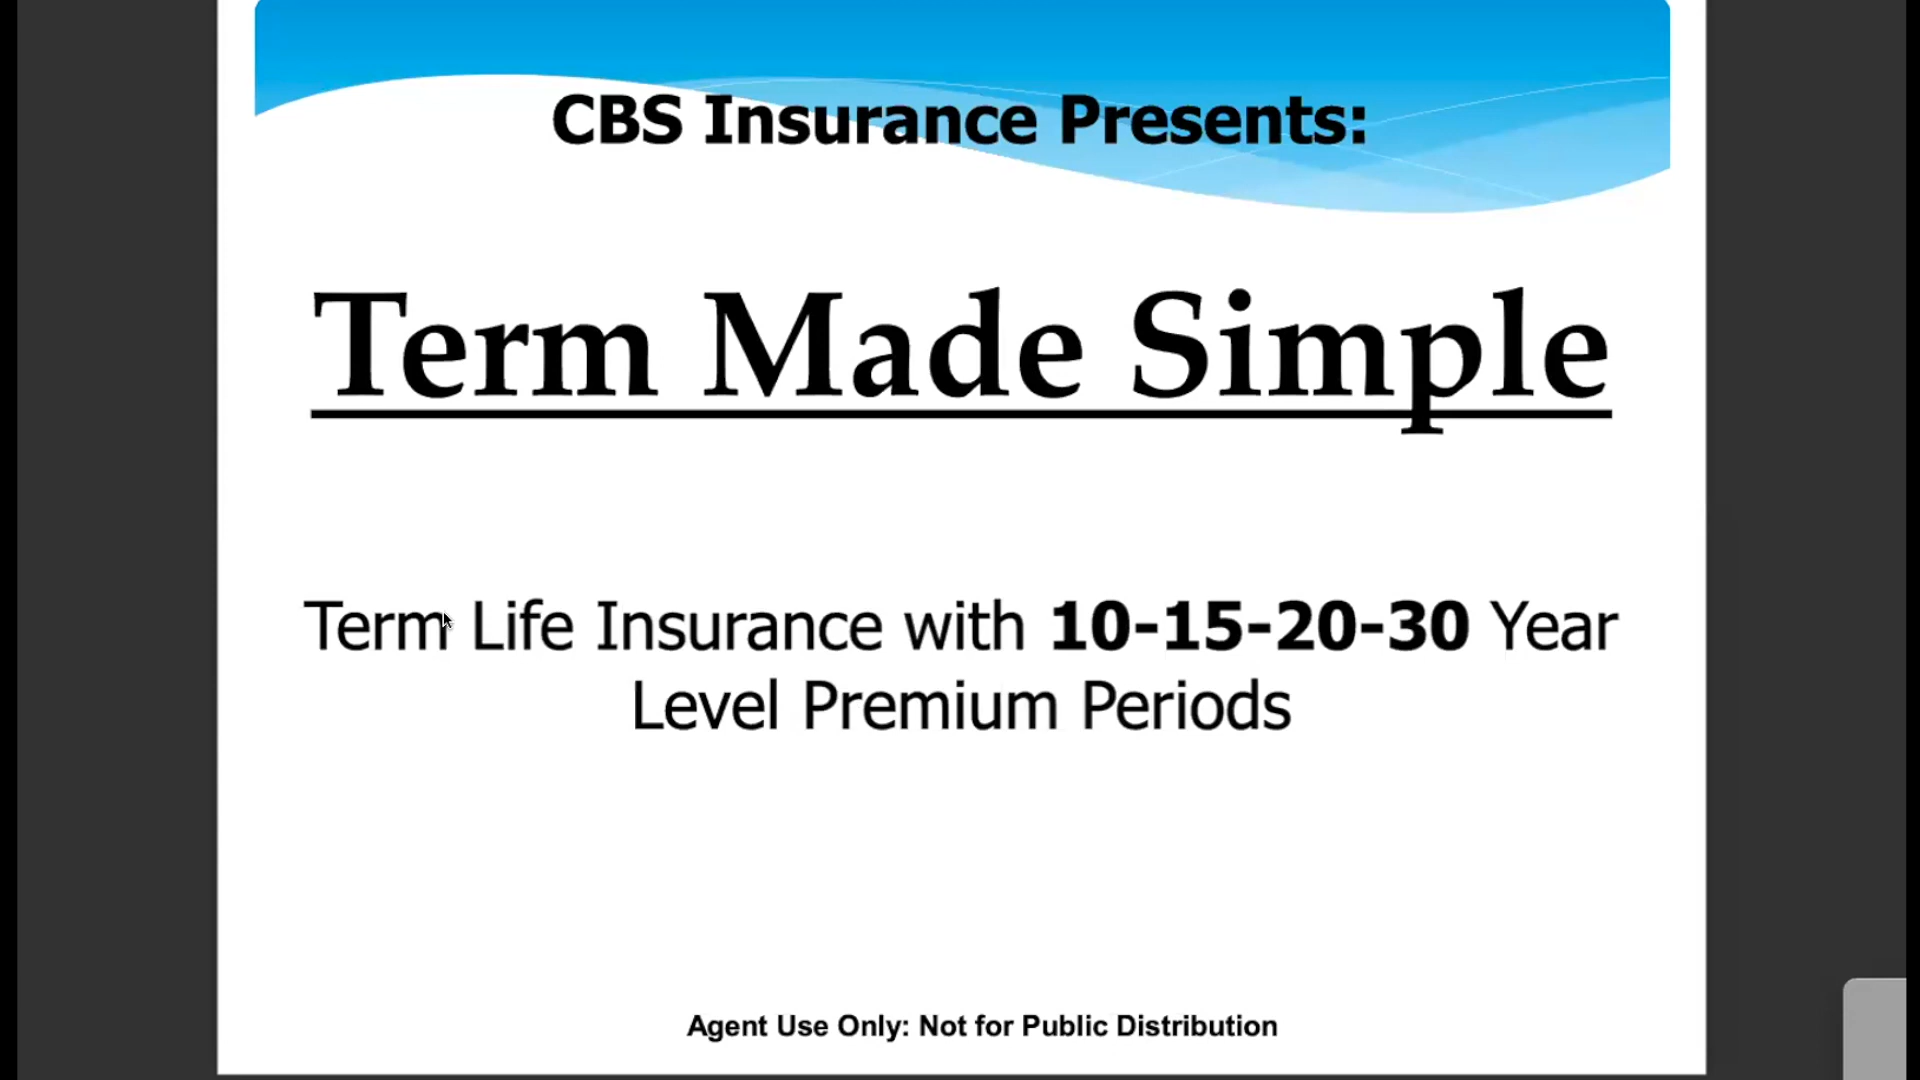 CBS Insurance Presents:
Term Made Simple
Term Life Insurance with 10-15-20-30 Year
Level Premium Periods
Agent Use Only: Not for Public Distribution